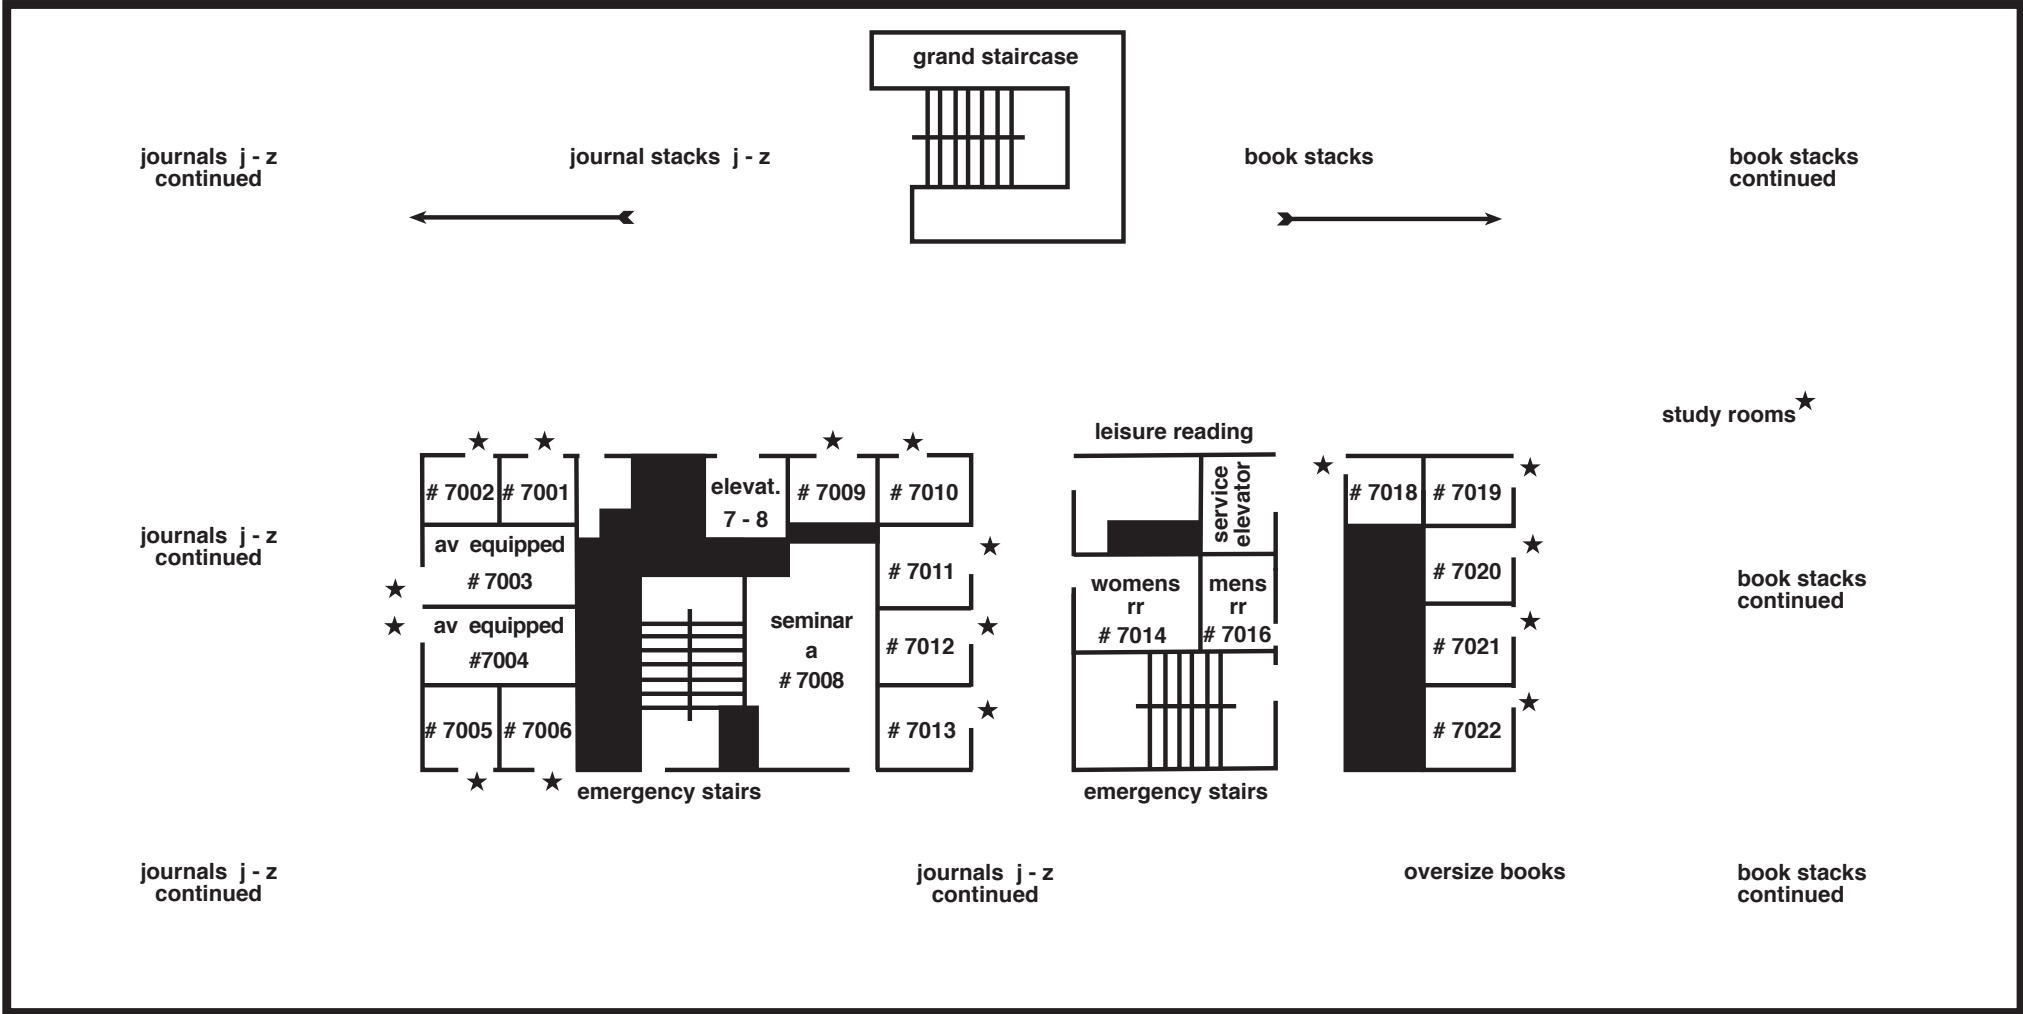 grand staircase
journals j - z
continued
journal stacks j - z
book stacks
book stacks
continued
study rooms
leisure reading
# 7002
# 7001
elevat.
7 - 8
# 7009
# 7010
service
elevator
# 7018
# 7019
journals j - z
continued
av equipped
# 7003
# 7011
# 7020
book stacks
continued
womens
rr
# 7014
mens
rr
# 7016
av equipped
#7004
seminar
a
# 7008
# 7012
# 7021
# 7005
# 7006
# 7013
# 7022
emergency stairs
emergency stairs
journals j - z
continued
journals j - z
continued
oversize books
book stacks
continued